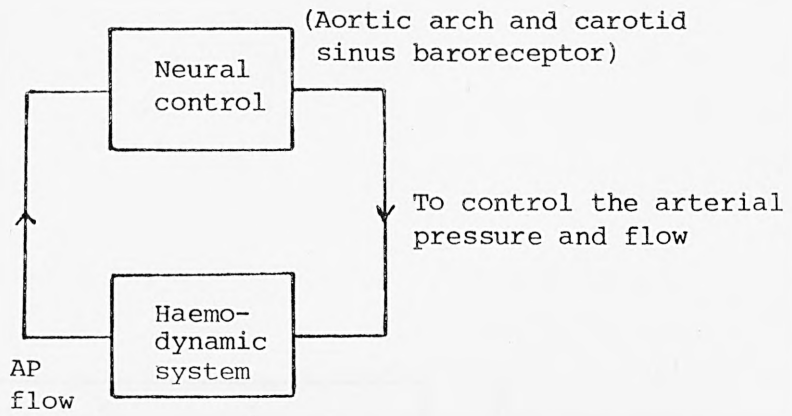 (Aortic arch and carotid
sinus baroreceptor)
Neural
control
To control the arterial
pressure and flow
Haemo-
dynamic
system
AP
flow